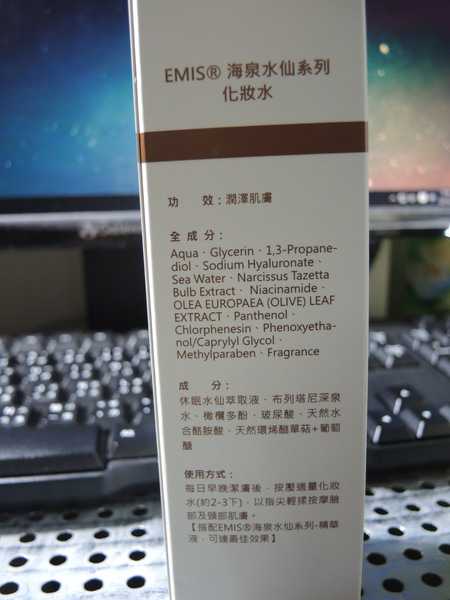 EMIS® 海泉水仙系列
化妝水
功 效：潤澤肌膚
全成分：
Aqua、Glycerin、1,3-Propane-
diol、Sodium Hyaluronate、
Sea Water、Narcissus Tazetta
Bulb Extract、 Niacinamide、
OLEA EUROPAEA (OLIVE) LEAF
EXTRACT、Panthenol、
Chlorphenesin、Phenoxyetha-
nol/Caprylyl Glycol、
Methylparaben、Fragrance
成 分：
休眠水仙萃取液、布列塔尼深泉
水、橄欖多酚、玻尿酸、天然水
合胺酸、天然環烯醚單萜+葡萄
醣
使用方式：
每日早晚潔膚後，按壓適量化妝
水(約2-3下)，以指尖輕揉按摩臉
部及頸部肌膚。
【搭配EMIS®海泉水仙系列-精華
液，可達最佳效果】